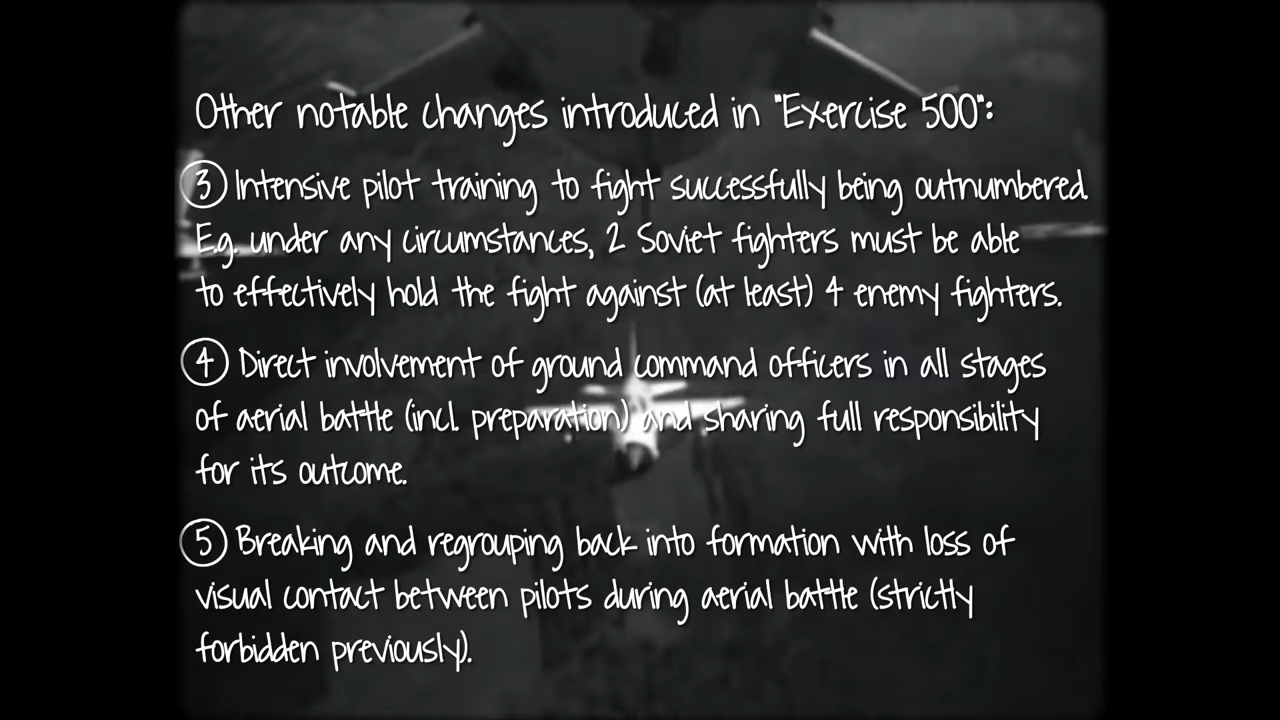 Other notable changes introduced in "Exercise 500":
3 Intensive pilot training to fight successfully being outnumbered.
E.g. under any circumstances, 2 Soviet fighters must be able
to effectively hold the fight against (at least) 4 enemy fighters.
4 Direct involvement of ground command officers in all stages
of aerial battle (incl. preparation) and sharing full responsibility
for its outcome.
5 Breaking and regrouping back into formation with loss of
visual contact between pilots during aerial battle (strictly
forbidden previously).